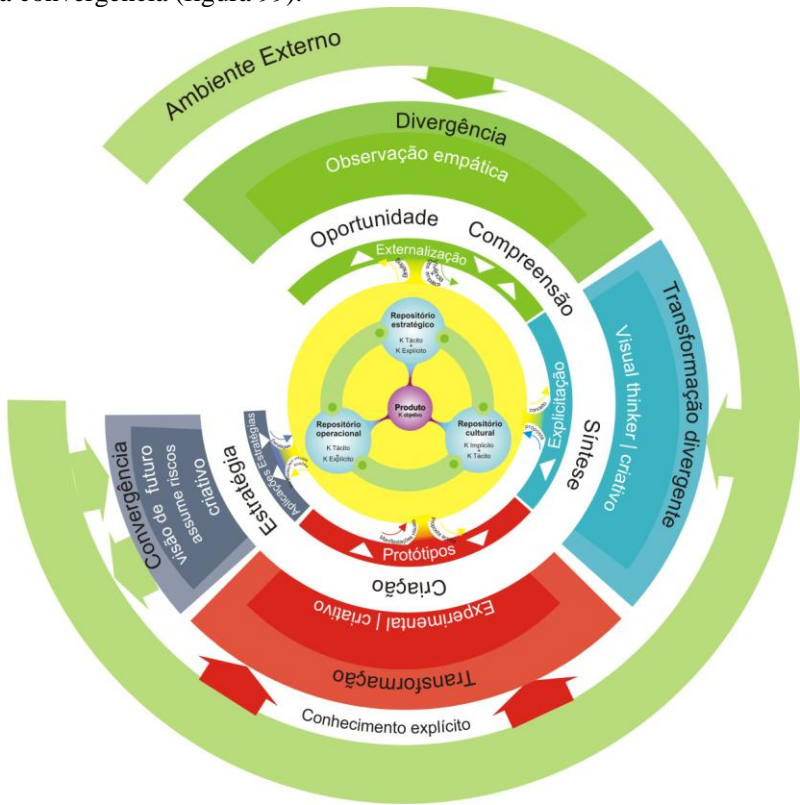 a convergência (figura 99).
Ambiente Externo
Divergência
Observação empática
Oportunidade
Compreensão
Externalização
Transformação divergente
Visual thinker | criativo
Síntese
Explicitação
Repositório
estratégico
K Tácito
+
K Explícito
Produto
K objetivo
Repositório
operacional
K Tácito
+
K Explícito
Repositório
cultural
K Implícito
+
K Tácito
Aplicações Estratégias
Estratégia
Convergência
visão de futuro
assume riscos
criativo
Protótipos
Criação
Experimental | criativo
Transformação
Conhecimento explícito